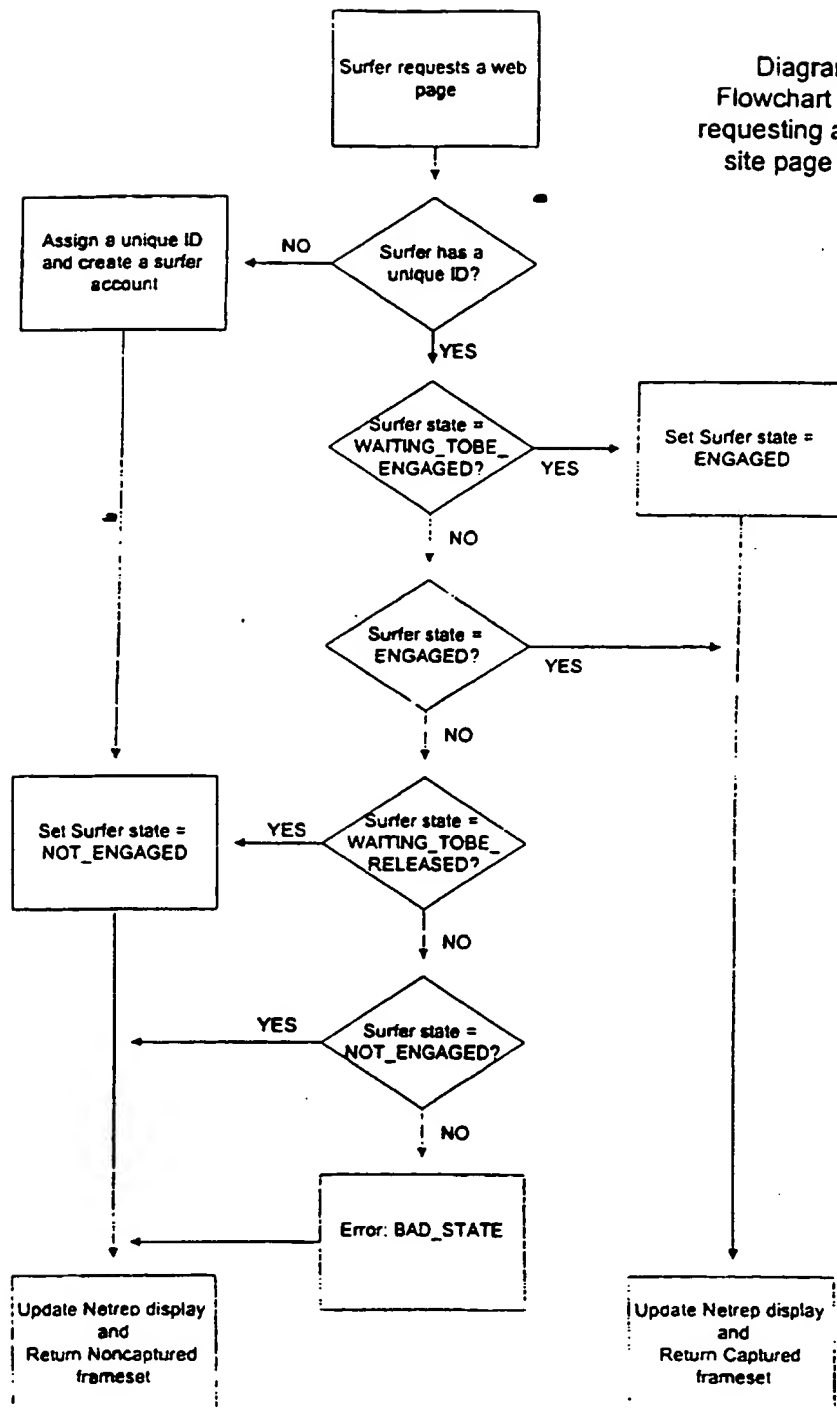 Surfer requests a web
page
Diagra
Flowchart
requesting a
site page
Assign a unique ID
and create a surfer
account
NO
Surfer has a
unique ID?
YES
Surfer state =
WAITING_TOBE_
ENGAGED?
YES
Set Surfer state =
ENGAGED
NO
Surfer state =
ENGAGED?
YES
NO
Set Surfer state =
NOT_ENGAGED
YES
Surfer state =
WAITING_TOBE_
RELEASED?
NO
YES
Surfer state =
NOT_ENGAGED?
NO
Error: BAD_STATE
Update Netrep display
and
Return Noncaptured
frameset
Update Netrep display
and
Return Captured
frameset